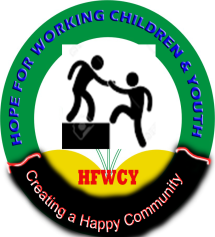 HOPE FOR WORKING CHILDREN & YOUTH
HFWCY
Creating a Happy Community